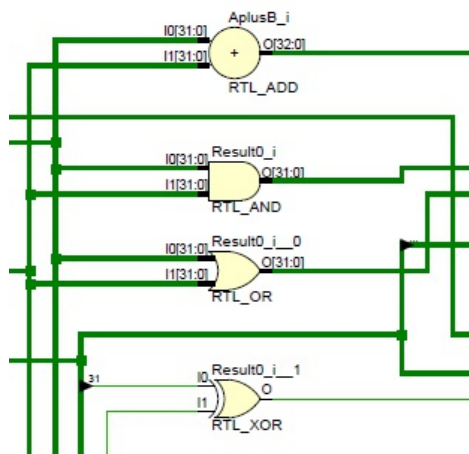 AplusB_i
I0[31:0]
I1[31:0]
+
O[32:0]
RTL_ADD
Result0_i
I0[31:0]
I1[31:0]
O[31:0]
RTL_AND
Result0_i__0
I0[31:0]
I1[31:0]
O[31:0]
RTL_OR
Result0_i__1
31
I0
I1
O
RTL_XOR